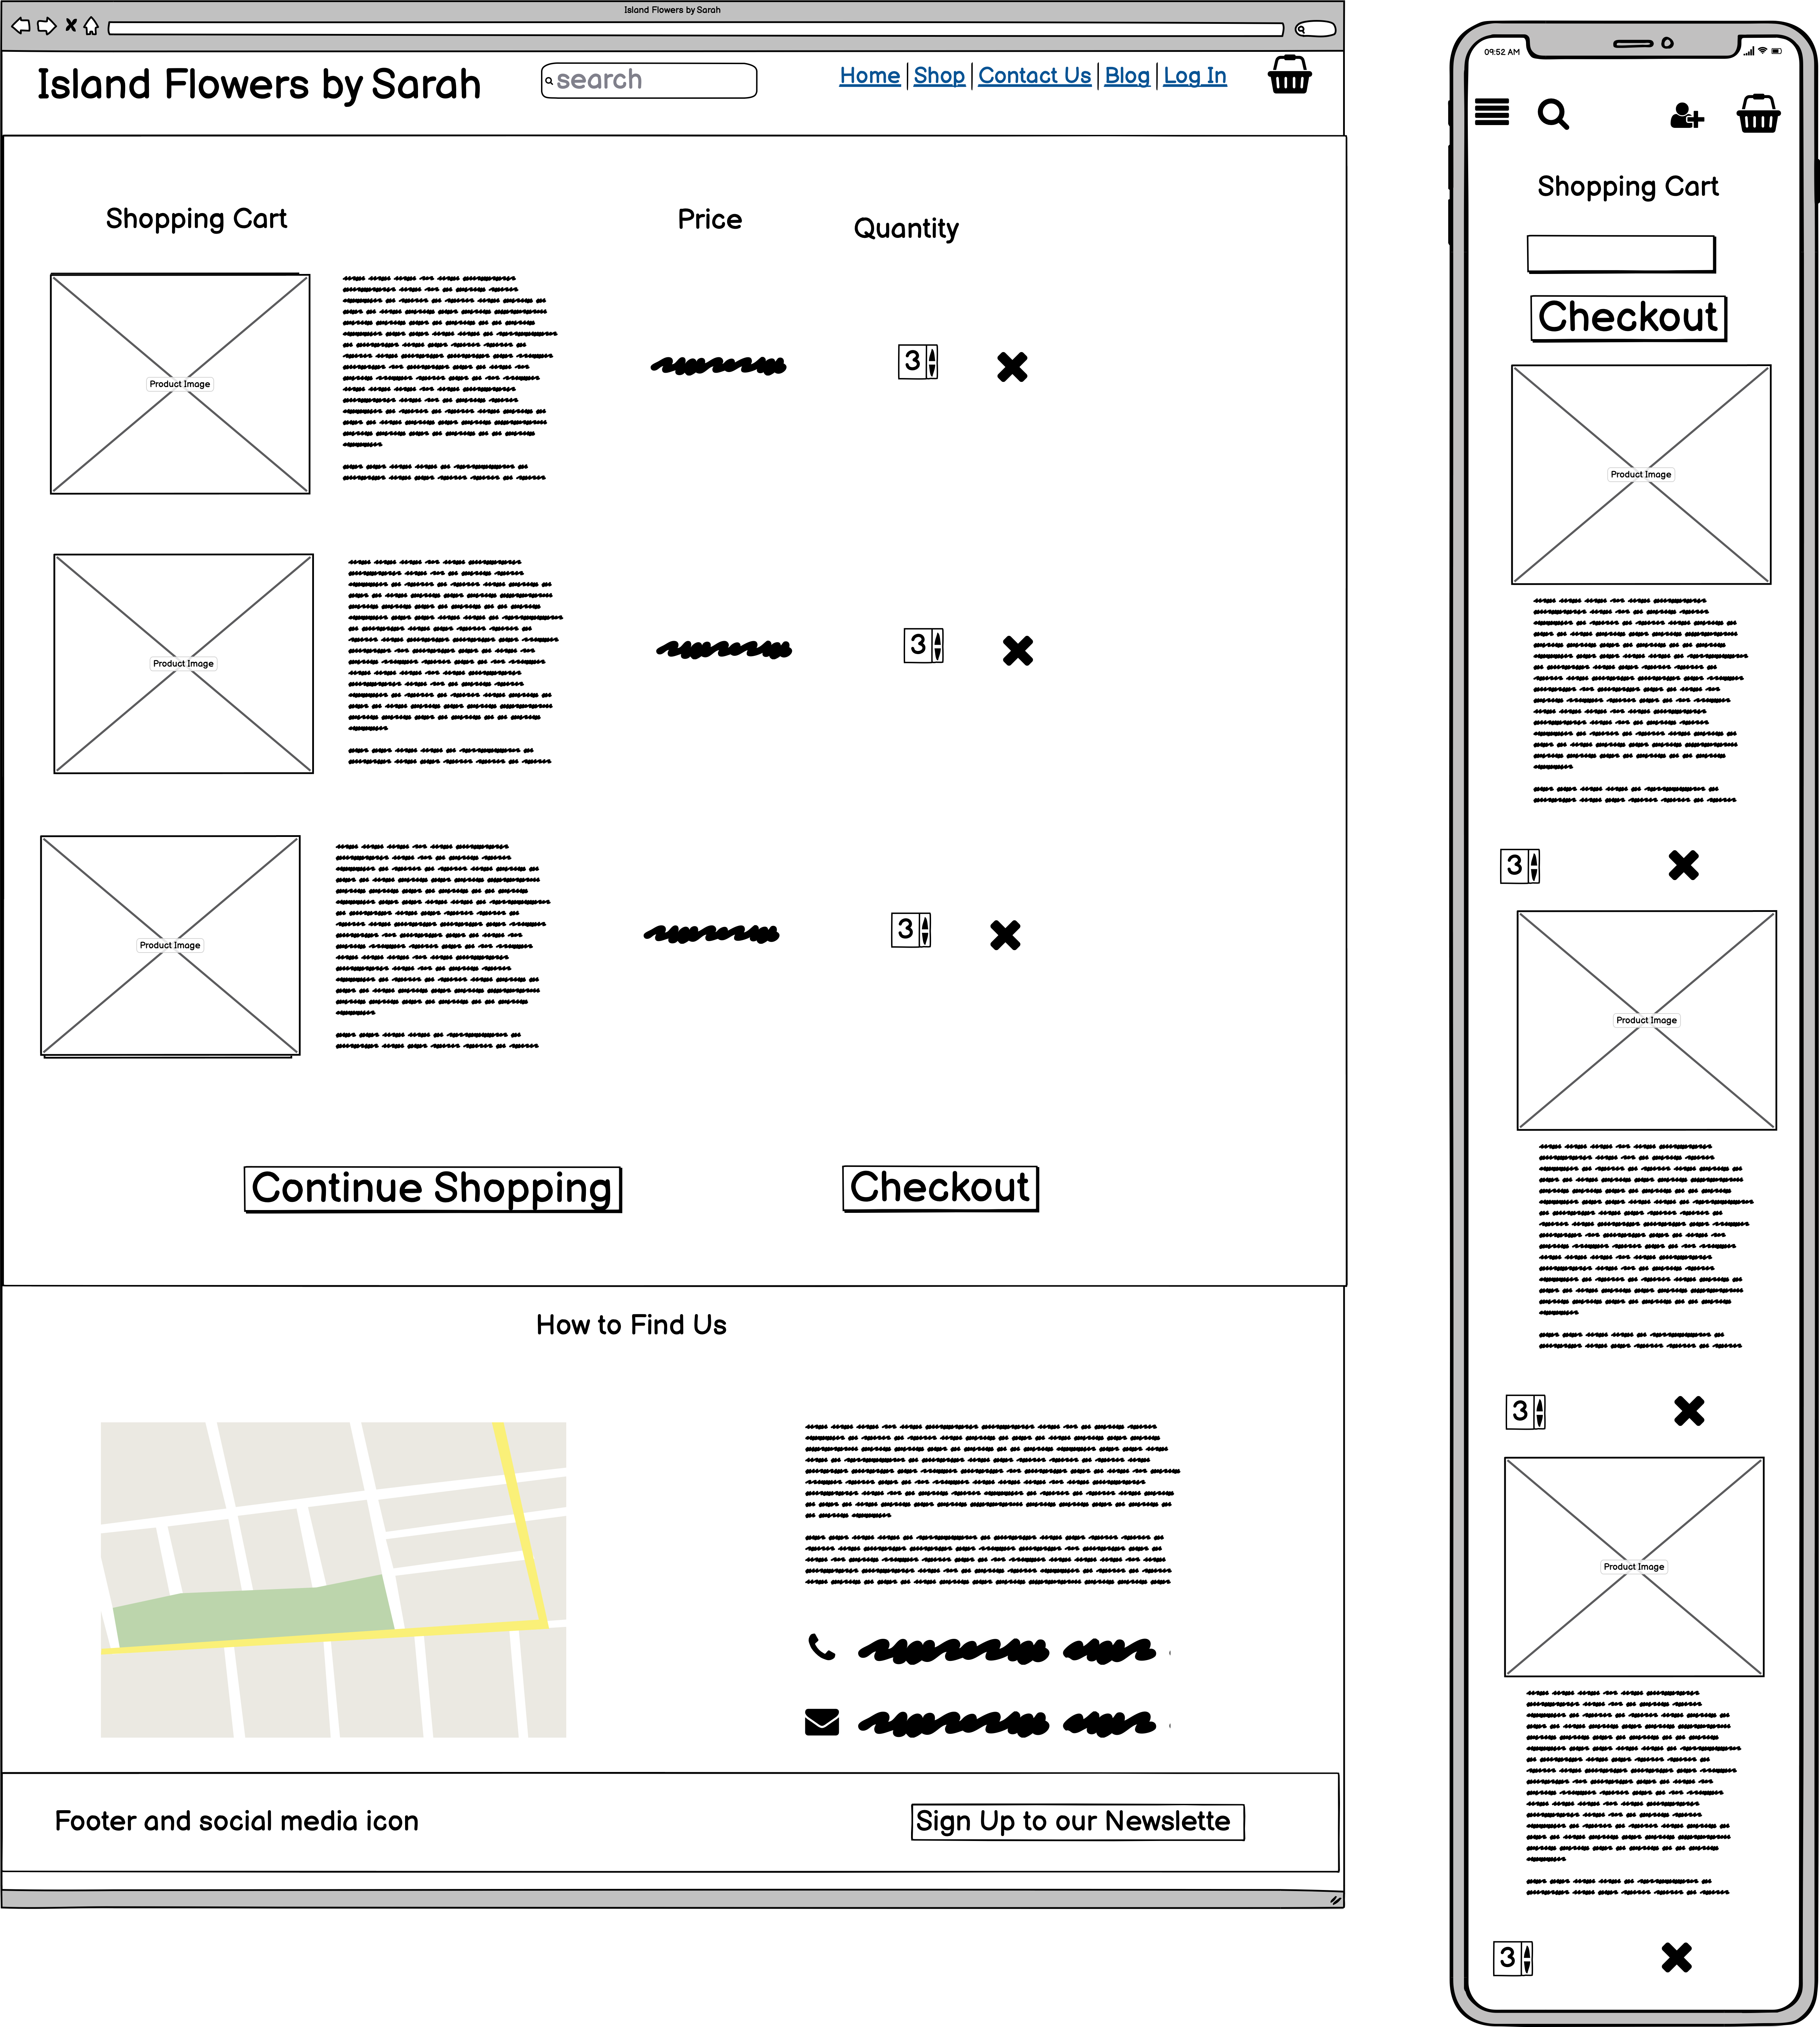 Island Flowers by Sarah
Island Flowers by Sarah
search
Home Shop Contact Us Blog Log In
Shopping Cart Price Quantity
Product Image
3
Product Image
3
Product Image
3
Continue Shopping Checkout
How to Find Us
Footer and social media icon
Sign Up to our Newslette
09:52 AM
Shopping Cart
Checkout
Product Image
3
Product Image
3
Product Image
3